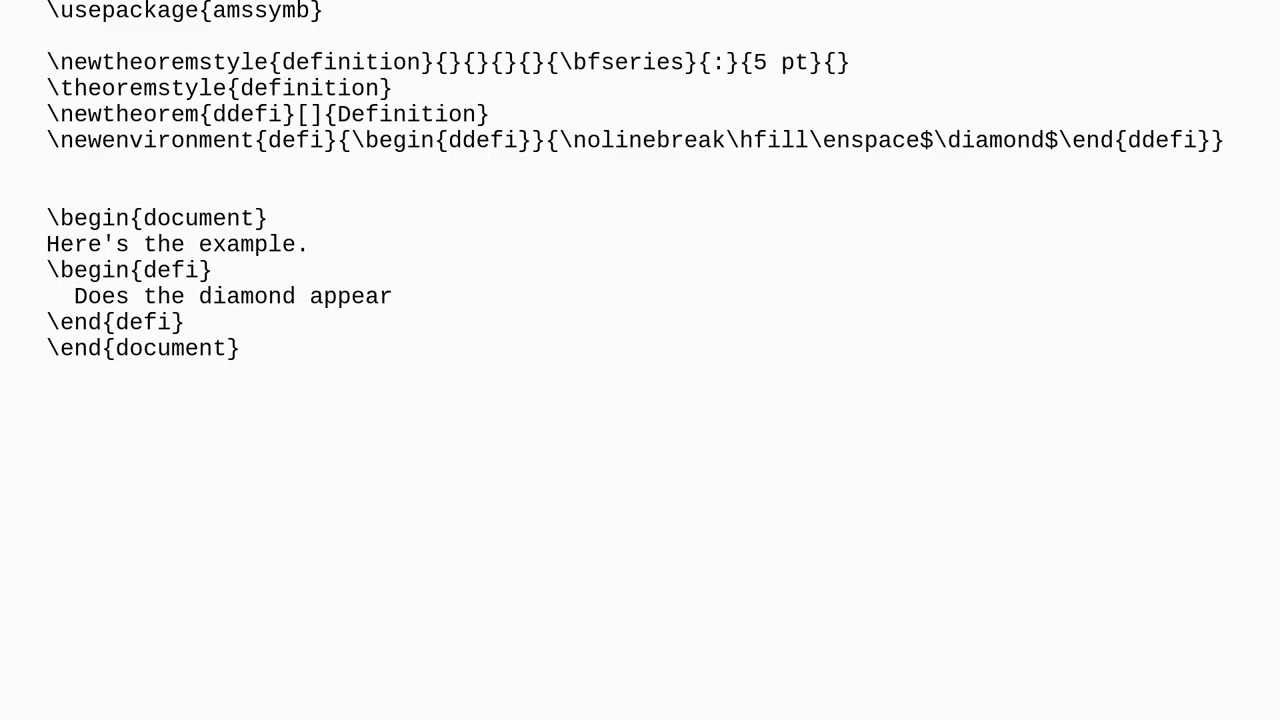 \usepackage{amssymb}
\newtheoremstyle{definition}{}{}{}{}{\bfseries}{:}{5 pt}{}
\theoremstyle{definition}
\newtheorem{ddefi}[]{Definition}
\newenvironment{defi}{\begin{ddefi}}{\nolinebreak\hfill\enspace$\diamond$\end{ddefi}}
\begin{document}
Here's the example.
\begin{defi}
  Does the diamond appear
\end{defi}
\end{document}